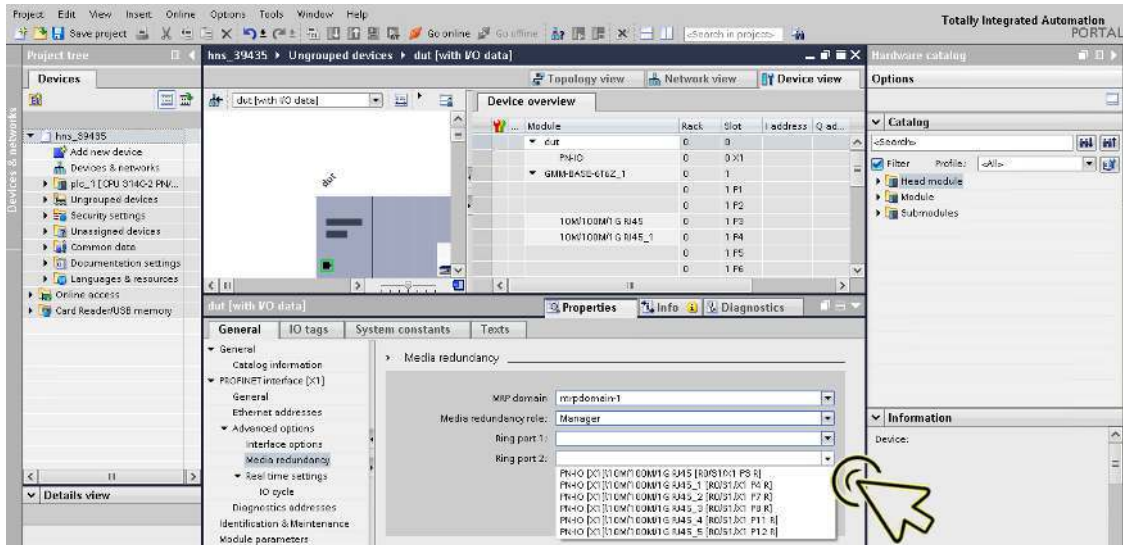 Project Edit View Insert Online Options Tools Window Help
Totally Integrated Automation
PORTAL
Save project
Go online
Go offline
<Search in project>
Project tree
hns_39435 ▸ Ungrouped devices ▸ dut [with I/O data]
Hardware catalog
Devices
Topology view
Network view
Device view
Options
dut [with I/O data]
Device overview
Devices & networks
Module Rack Slot I address Q ad...
Catalog
<Search>
Filter Profile: <All>
Head module
Module
Submodules
hns_39435
Add new device
Devices & networks
plc_1 [CPU 314C-2 PN/...
Ungrouped devices
Security settings
Unassigned devices
Common data
Documentation settings
Languages & resources
Online access
Card Reader/USB memory
dut
dut 0 0
PN-IO 0 0 X1
GMM-BASE-6T6Z_1 0 1
0 1 P1
0 1 P2
10M/100M/1G RJ45 0 1 P3
10M/100M/1G RJ45_1 0 1 P4
0 1 P5
0 1 P6
dut [with I/O data]
Properties
Info
Diagnostics
General IO tags System constants Texts
General
Catalog information
PROFINET interface [X1]
General
Ethernet addresses
Advanced options
Interface options
Media redundancy
Real time settings
IO cycle
Diagnostics addresses
Identification & Maintenance
Module parameters
Media redundancy
MRP domain mrpdomain-1
Media redundancy role: Manager
Ring port 1:
Ring port 2:
PN-IO [X1]\10M/100M/1G RJ45 [R0/S1/X1 P3 R]
PN-IO [X1]\10M/100M/1G RJ45_1 [R0/S1/X1 P4 R]
PN-IO [X1]\10M/100M/1G RJ45_2 [R0/S1/X1 P7 R]
PN-IO [X1]\10M/100M/1G RJ45_3 [R0/S1/X1 P8 R]
PN-IO [X1]\10M/100M/1G RJ45_4 [R0/S1/X1 P11 R]
PN-IO [X1]\10M/100M/1G RJ45_5 [R0/S1/X1 P12 R]
Information
Device:
Details view